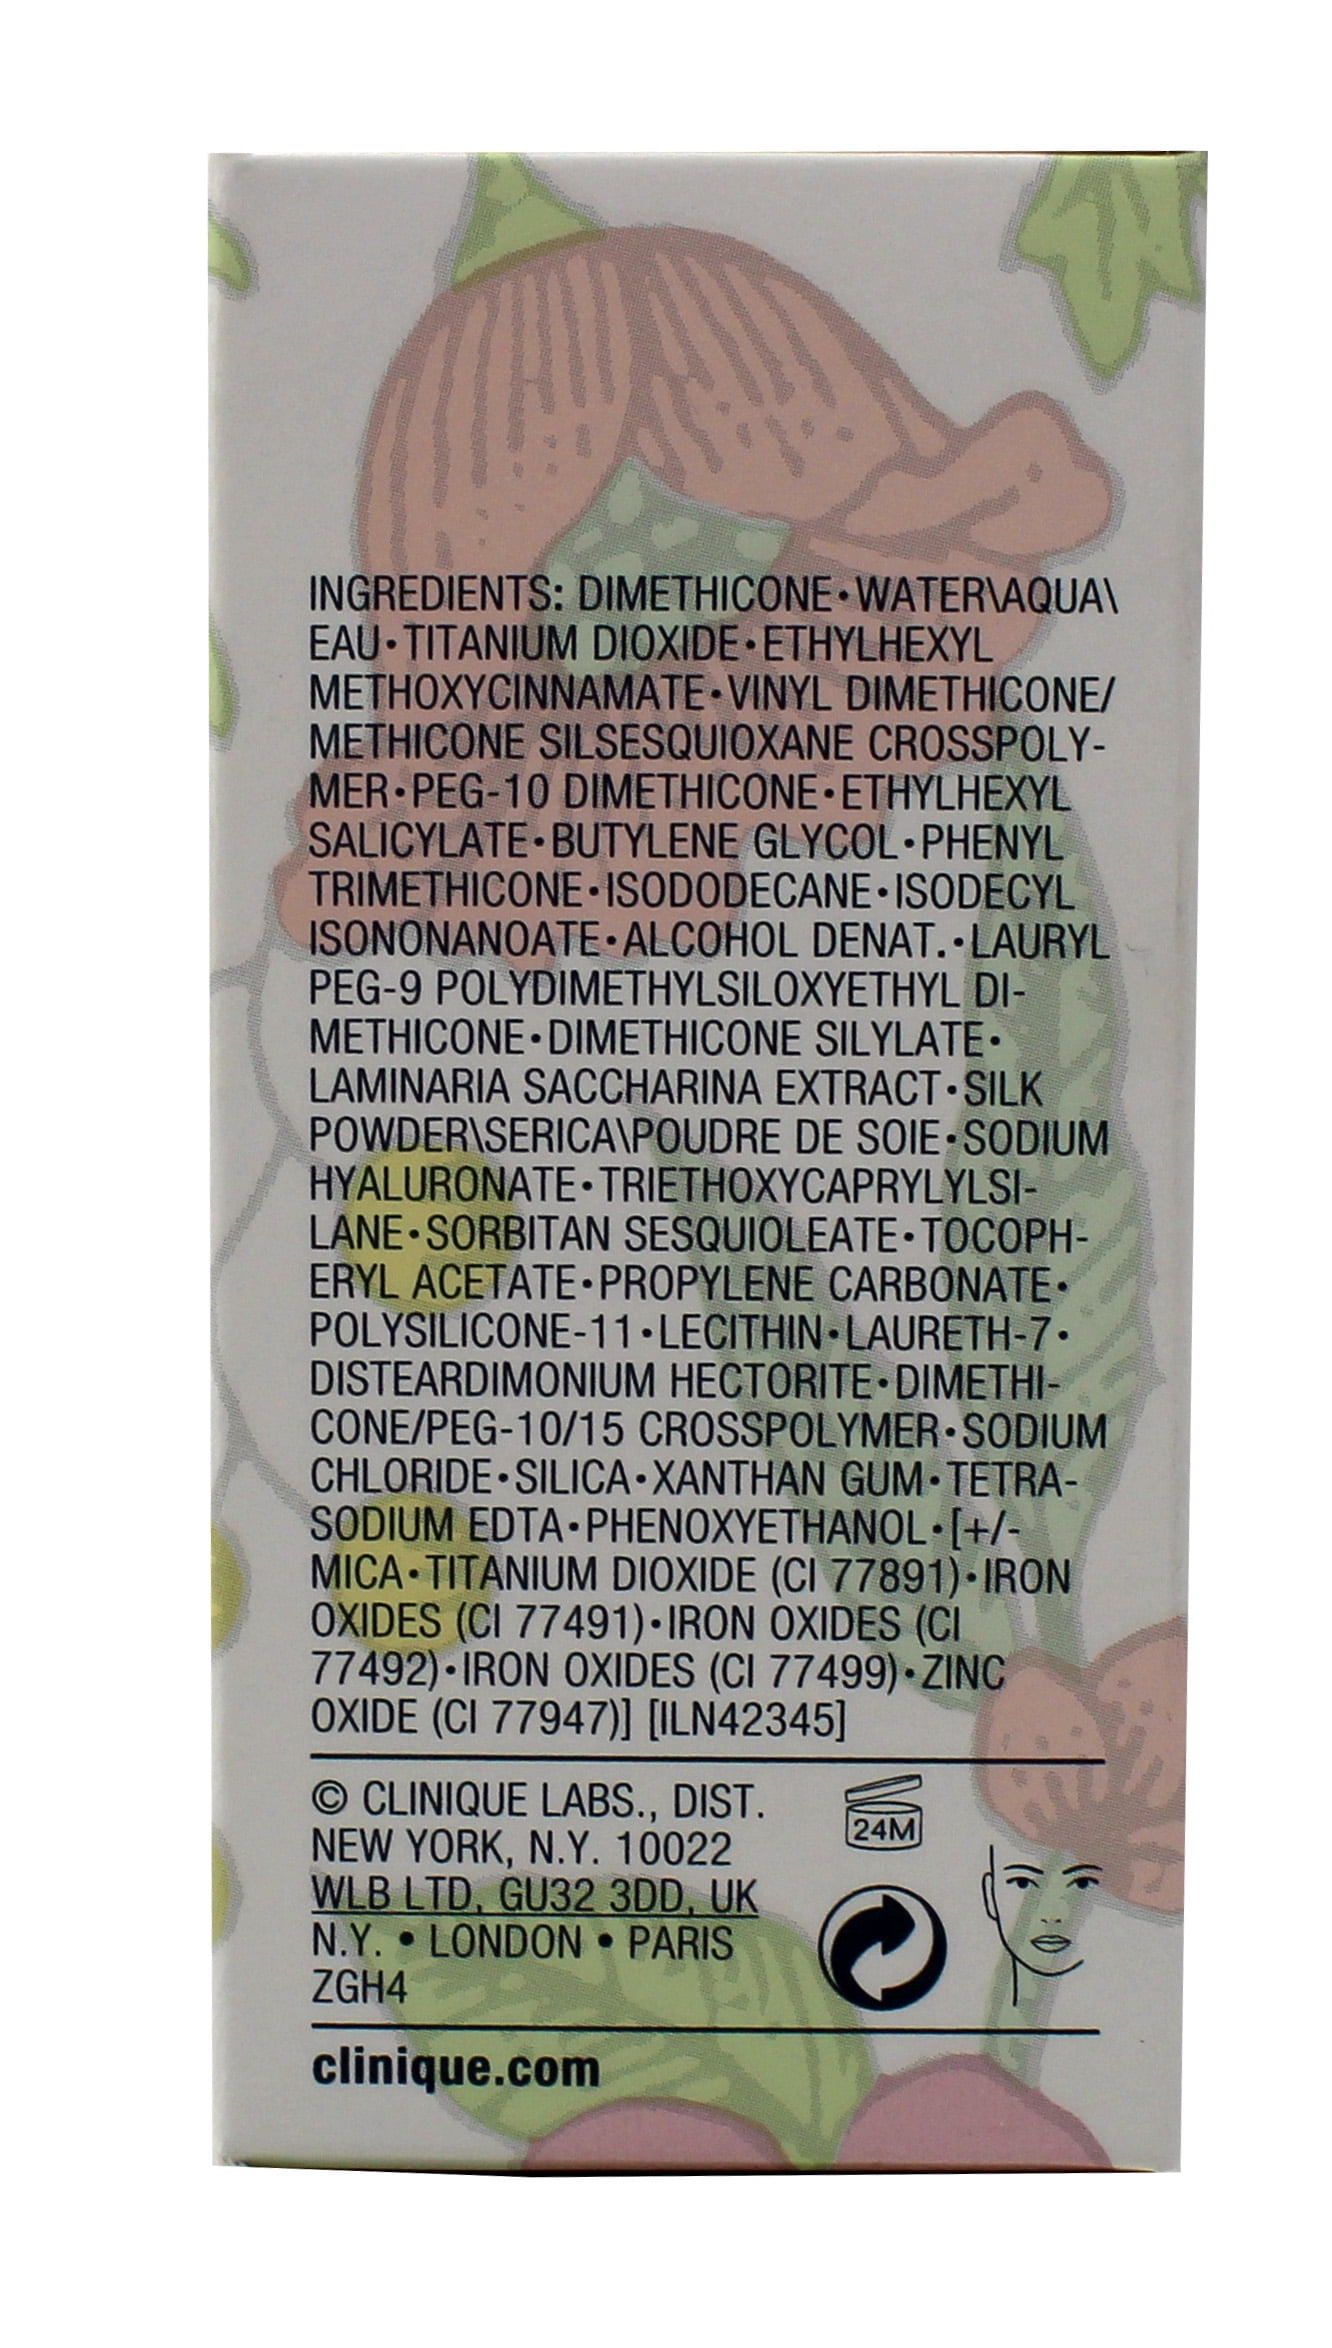 INGREDIENTS: DIMETHICONE•WATER\AQUA\
EAU•TITANIUM DIOXIDE•ETHYLHEXYL
METHOXYCINNAMATE•VINYL DIMETHICONE/
METHICONE SILSESQUIOXANE CROSSPOLY-
MER•PEG-10 DIMETHICONE•ETHYLHEXYL
SALICYLATE•BUTYLENE GLYCOL•PHENYL
TRIMETHICONE•ISODODECANE•ISODECYL
ISONONANOATE•ALCOHOL DENAT.•LAURYL
PEG-9 POLYDIMETHYLSILOXYETHYL DI-
METHICONE•DIMETHICONE SILYLATE•
LAMINARIA SACCHARINA EXTRACT•SILK
POWDER\SERICA\POUDRE DE SOIE•SODIUM
HYALURONATE•TRIETHOXYCAPRYLYLSI-
LANE•SORBITAN SESQUIOLEATE•TOCOPH-
ERYL ACETATE•PROPYLENE CARBONATE•
POLYSILICONE-11•LECITHIN•LAURETH-7•
DISTEARDIMONIUM HECTORITE•DIMETHI-
CONE/PEG-10/15 CROSSPOLYMER•SODIUM
CHLORIDE•SILICA•XANTHAN GUM•TETRA-
SODIUM EDTA•PHENOXYETHANOL•[+/-
MICA•TITANIUM DIOXIDE (CI 77891)•IRON
OXIDES (CI 77491)•IRON OXIDES (CI
77492)•IRON OXIDES (CI 77499)•ZINC
OXIDE (CI 77947)] [ILN42345]
© CLINIQUE LABS., DIST.
NEW YORK, N.Y. 10022
WLB LTD, GU32 3DD, UK
N.Y. • LONDON • PARIS
ZGH4
24M
clinique.com